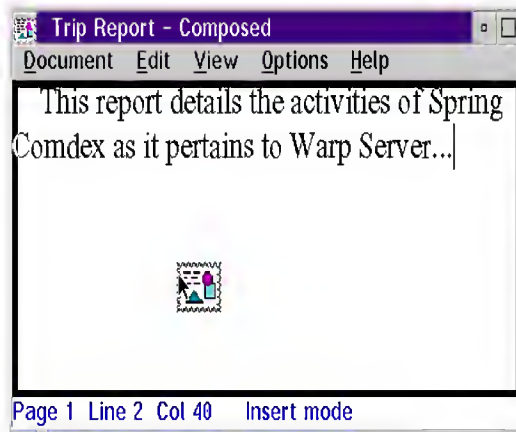 Trip Report - Composed
Document Edit View Options Help
This report details the activities of Spring
Comdex as it pertains to Warp Server...
Page 1 Line 2 Col 40 Insert mode